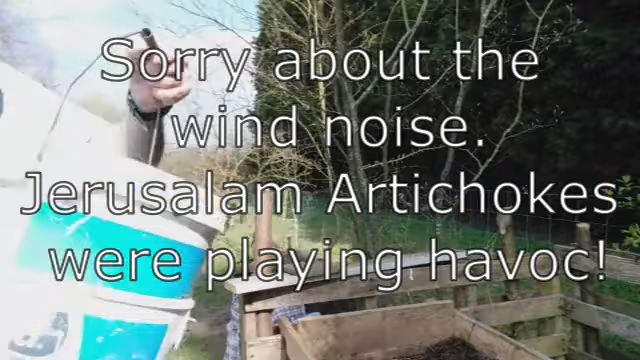 Sorry about the
wind noise.
Jerusalam Artichokes
were playing havoc!